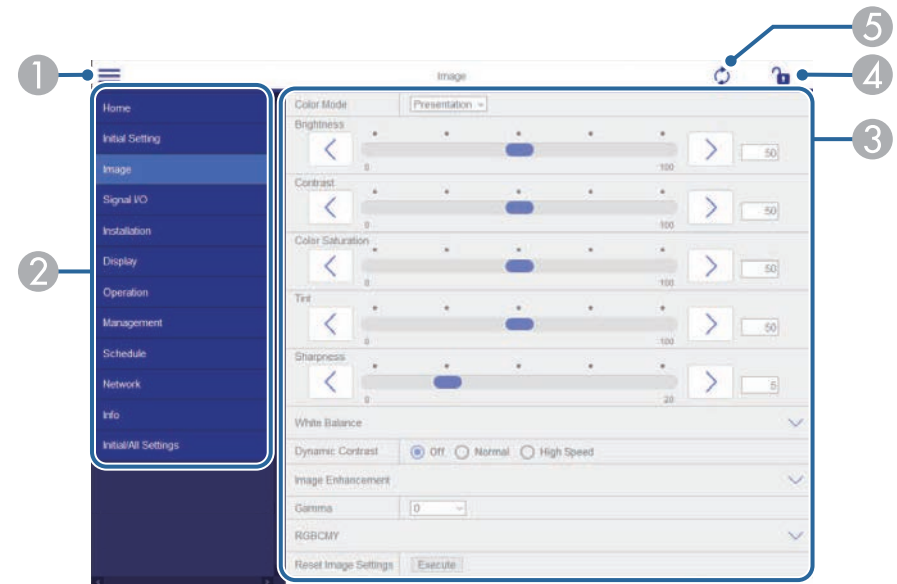 5
1
Image
4
Home
Initial Setting
Image
Signal I/O
Installation
2
Display
Operation
Management
Schedule
Network
Info
Initial/All Settings
Color Mode Presentation
3
Brightness
0 100 50
Contrast
0 100 50
Color Saturation
0 100 50
Tint
0 100 50
Sharpness
0 20 5
White Balance
Dynamic Contrast Off Normal High Speed
Image Enhancement
Gamma 0
RGBCMY
Reset Image Settings Execute